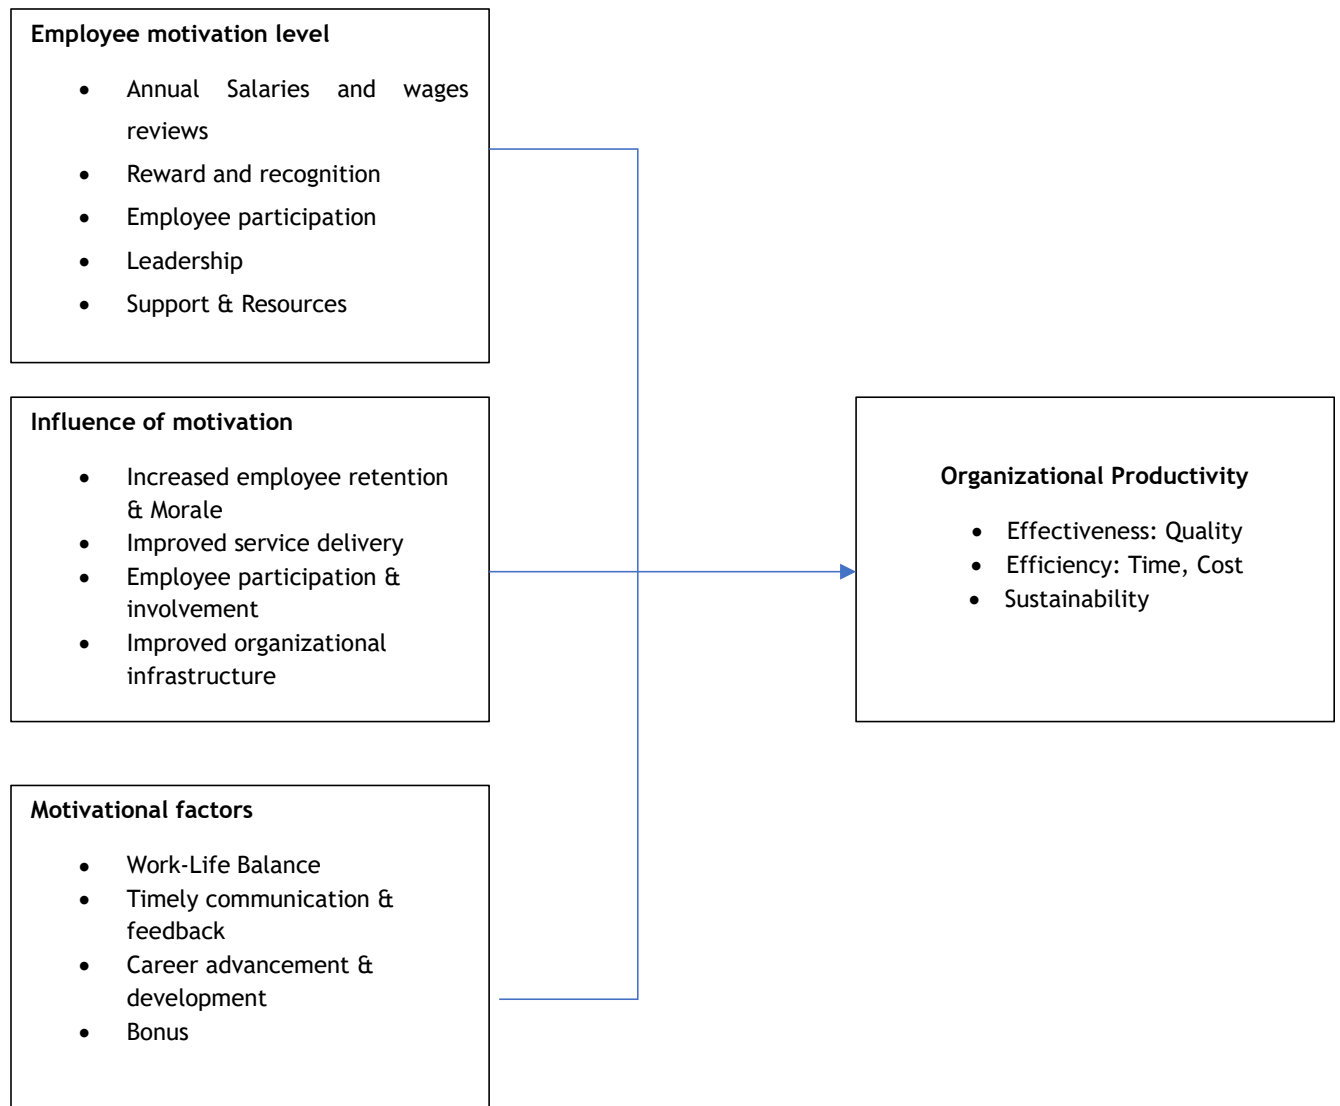 Employee motivation level
• Annual Salaries and wages
reviews
• Reward and recognition
• Employee participation
• Leadership
• Support & Resources
Influence of motivation
• Increased employee retention
& Morale
• Improved service delivery
• Employee participation &
involvement
• Improved organizational
infrastructure
Motivational factors
• Work-Life Balance
• Timely communication &
feedback
• Career advancement &
development
• Bonus
Organizational Productivity
• Effectiveness: Quality
• Efficiency: Time, Cost
• Sustainability